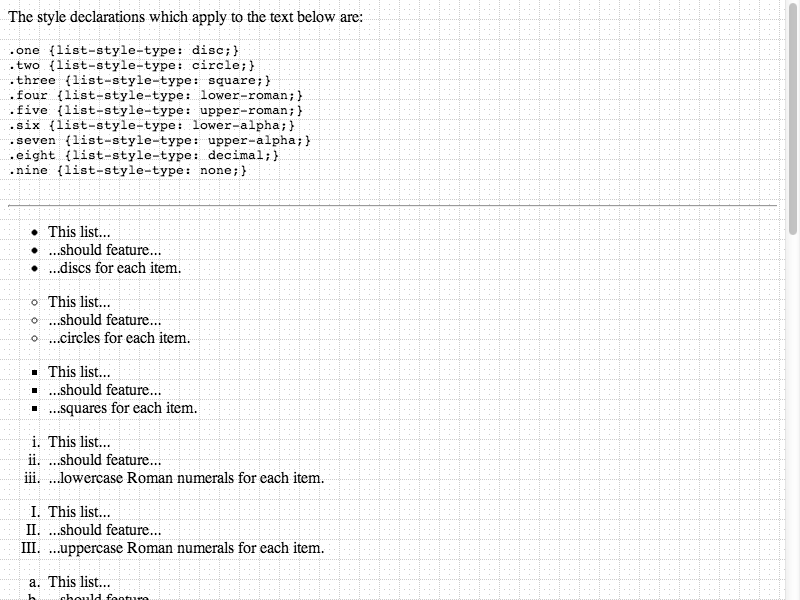 The style declarations which apply to the text below are:
.one {list-style-type: disc;}
.two {list-style-type: circle;}
.three {list-style-type: square;}
.four {list-style-type: lower-roman;}
.five {list-style-type: upper-roman;}
.six {list-style-type: lower-alpha;}
.seven {list-style-type: upper-alpha;}
.eight {list-style-type: decimal;}
.nine {list-style-type: none;}
• This list...
• ...should feature...
• ...discs for each item.
○ This list...
○ ...should feature...
○ ...circles for each item.
▪ This list...
▪ ...should feature...
▪ ...squares for each item.
i. This list...
ii. ...should feature...
iii. ...lowercase Roman numerals for each item.
I. This list...
II. ...should feature...
III. ...uppercase Roman numerals for each item.
a. This list...
b. ...should feature...